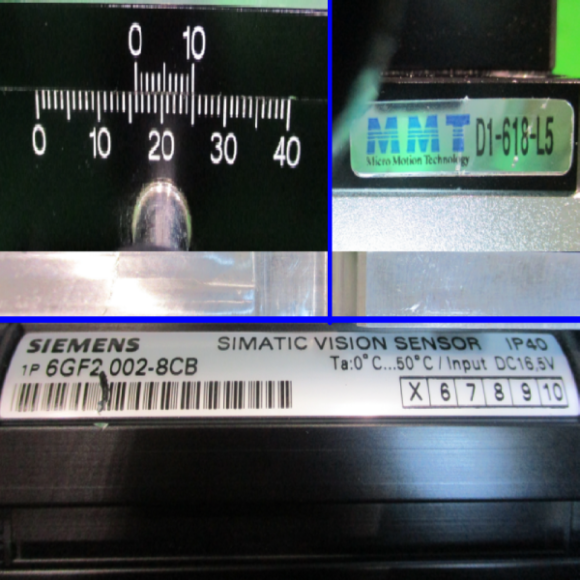 0 10
0 10 20 30 40
MMT D1-618-L5
Micro Motion Technology
SIEMENS SIMATIC VISION SENSOR IP40
1P 6GF2 002-8CB Ta:0°C...50°C / Input DC16,5V
X 6 7 8 9 10